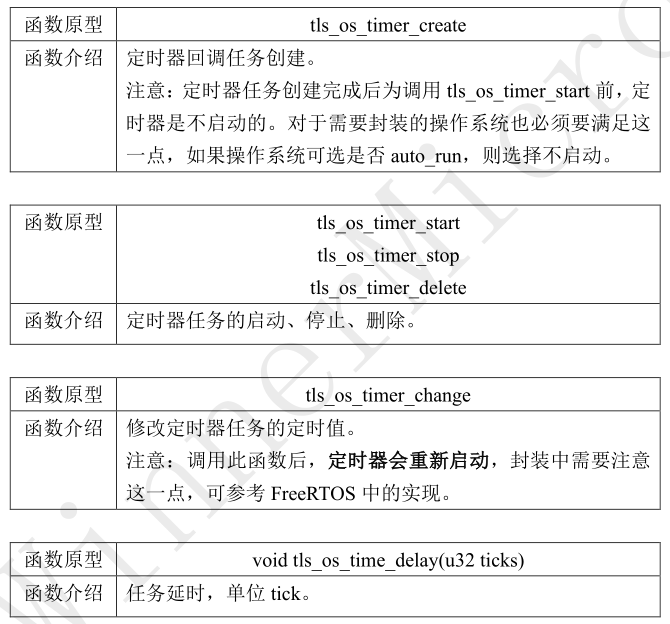 函数原型 tls_os_timer_create
函数介绍 定时器回调任务创建。
注意：定时器任务创建完成后为调用 tls_os_timer_start 前，定
时器是不启动的。对于需要封装的操作系统也必须要满足这
一点，如果操作系统可选是否 auto_run，则选择不启动。
函数原型 tls_os_timer_start
tls_os_timer_stop
tls_os_timer_delete
函数介绍 定时器任务的启动、停止、删除。
函数原型 tls_os_timer_change
函数介绍 修改定时器任务的定时值。
注意：调用此函数后，定时器会重新启动，封装中需要注意
这一点，可参考 FreeRTOS 中的实现。
函数原型 void tls_os_time_delay(u32 ticks)
函数介绍 任务延时，单位 tick。
WinnerMicro